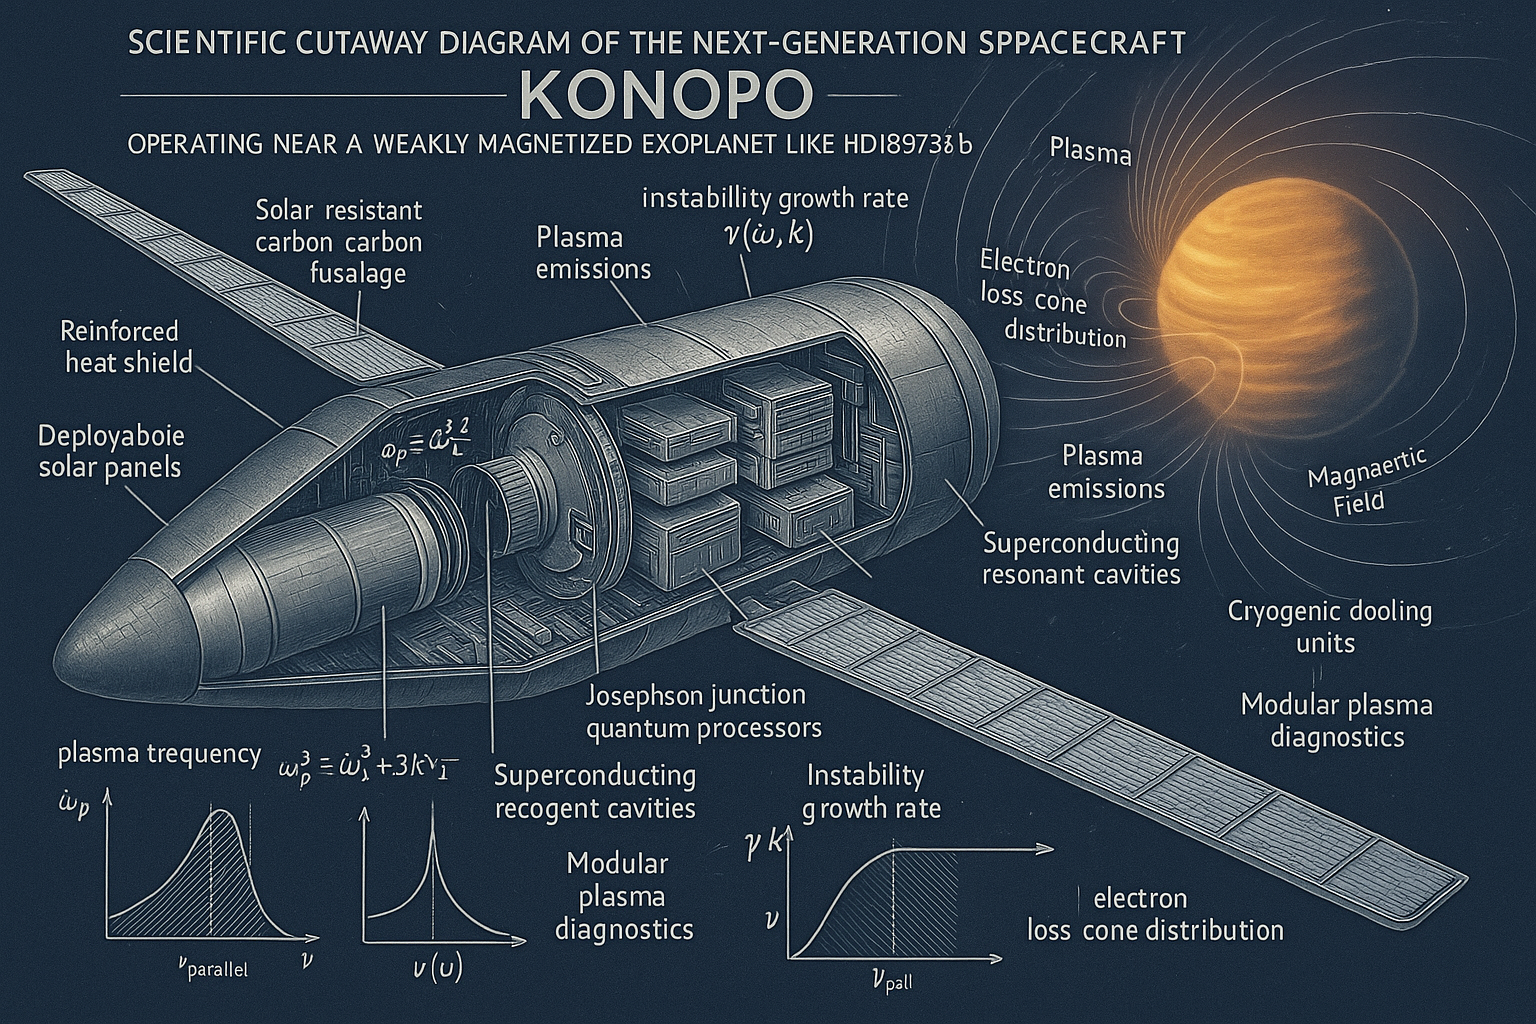 SCIENTIFIC CUTAWAY DIAGRAM OF THE NEXT-GENERATION SPPACECRAFT
KONOPO
OPERATING NEAR A WEAKLY MAGNETIZED EXOPLANET LIKE b
Solar resistant
carbon carbon
fusalage
Plasma
emissions
instabillity growth rate
γ(ω̇,k)
Plasma
Electron
loss cone
distribution
Reinforced
heat shield
Deployaboie
solar panels
Plasma
emissions
Magnaertic
Field
Superconducting
resonant cavities
Cryogenic dooling
units
Modular plasma
diagnostics
Josephson junction
quantum processors
plasma trequency
Superconducting
recogent cavities
Instability
growth rate
ω̇p
γ k
ν
Modular
plasma
diagnostics
electron
loss cone distribution
νparallel
ν
ν(υ)
νpall